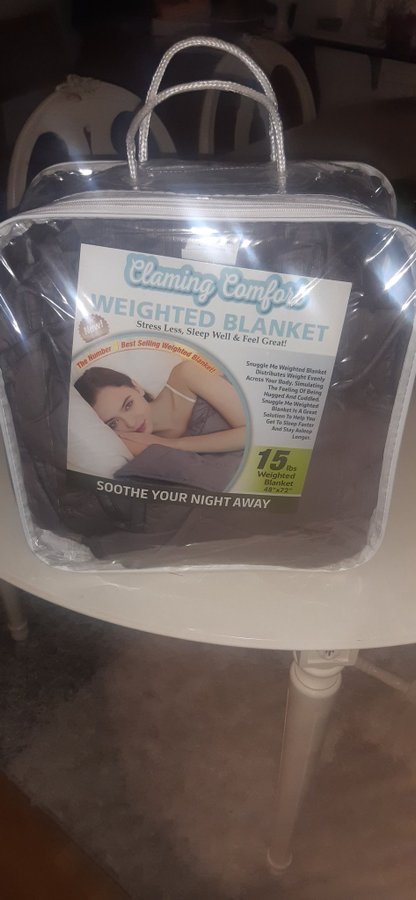 Claming Comfort
WEIGHTED BLANKET
Stress Less, Sleep Well & Feel Great!
New!
The Number 1 Best Selling Weighted Blanket!
Snuggle Me Weighted Blanket
Distributes Weight Evenly
Across Your Body, Simulating
The Feeling Of Being
Hugged And Cuddled.
Snuggle Me Weighted
Blanket Is A Great
Solution To Help You
Get To Sleep Faster
And Stay Asleep
Longer.
15 lbs
Weighted
Blanket
48"x72"
SOOTHE YOUR NIGHT AWAY